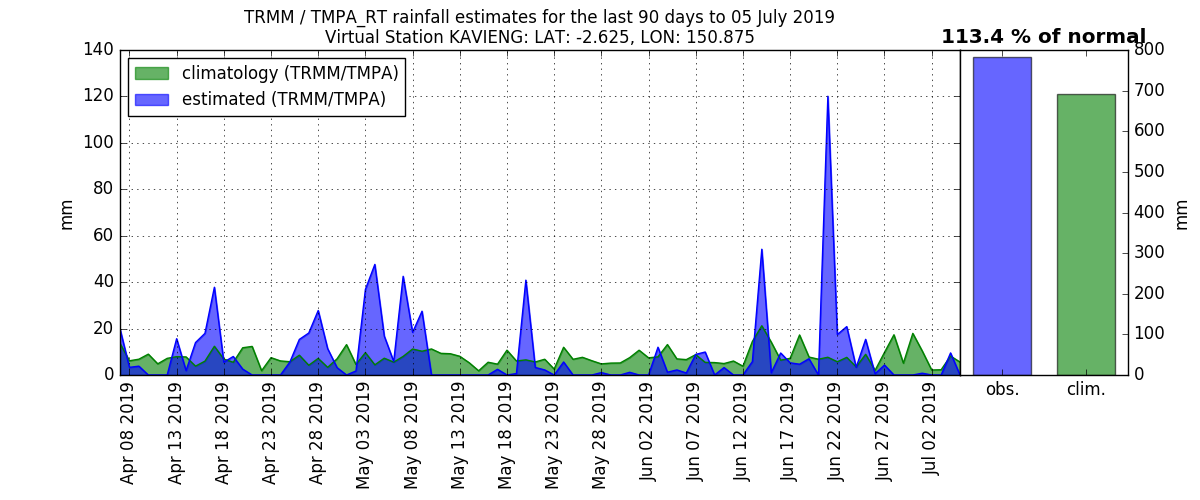 TRMM / TMPA_RT rainfall estimates for the last 90 days to 05 July 2019
Virtual Station KAVIENG: LAT: -2.625, LON: 150.875
113.4 % of normal
climatology (TRMM/TMPA)
estimated (TRMM/TMPA)
mm
140
120
100
80
60
40
20
0
Apr 08 2019
Apr 13 2019
Apr 18 2019
Apr 23 2019
Apr 28 2019
May 03 2019
May 08 2019
May 13 2019
May 18 2019
May 23 2019
May 28 2019
Jun 02 2019
Jun 07 2019
Jun 12 2019
Jun 17 2019
Jun 22 2019
Jun 27 2019
Jul 02 2019
obs.
clim.
800
700
600
500
400
300
200
100
0
mm